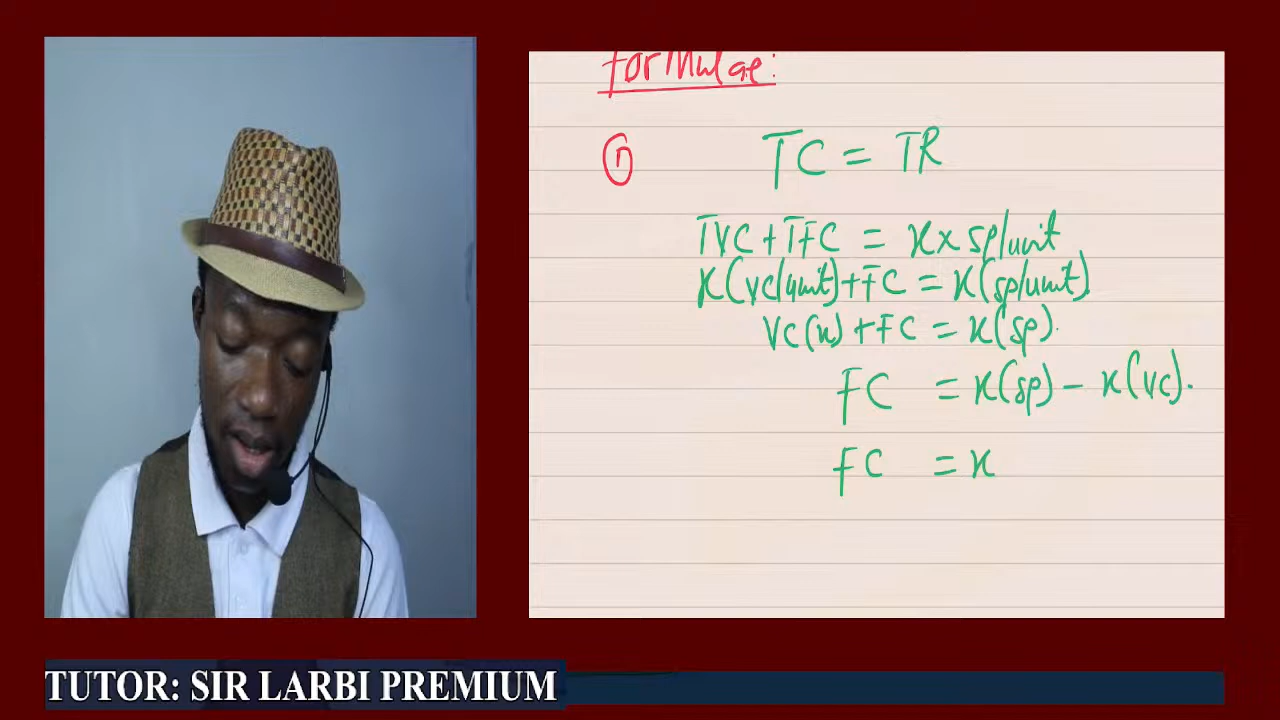 formulae:
① TC = TR
TVC + TFC = x × sp/unit
x(vc/unit) + FC = x(sp/unit).
VC(x) + FC = x(sp).
FC = x(sp) - x(vc).
FC = x
TUTOR: SIR LARBI PREMIUM